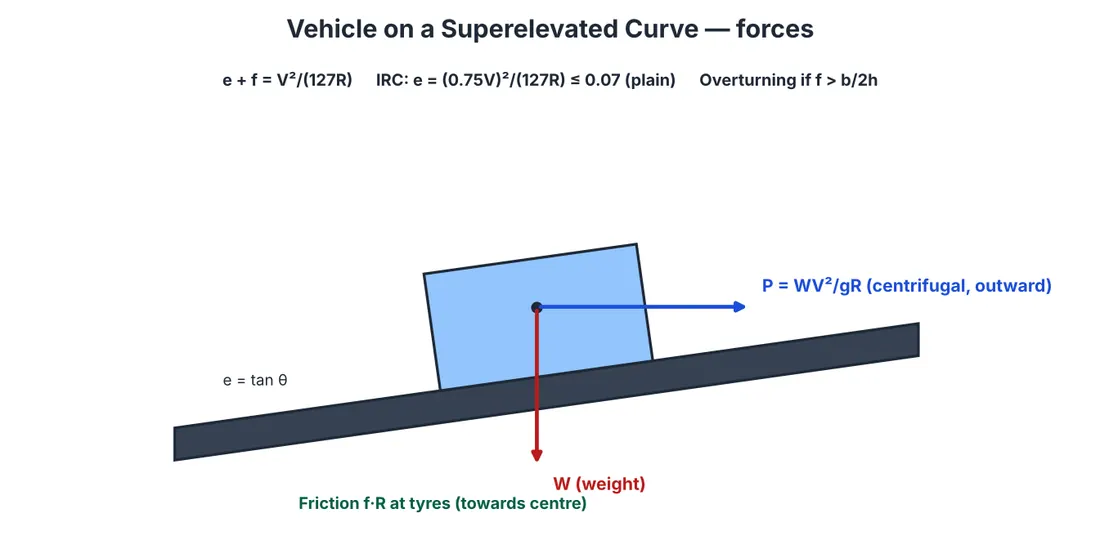 Vehicle on a Superelevated Curve — forces
e + f = V²/(127R) IRC: e = (0.75V)²/(127R) ≤ 0.07 (plain) Overturning if f > b/2h
P = WV²/gR (centrifugal, outward)
e = tan θ
W (weight)
Friction f·R at tyres (towards centre)